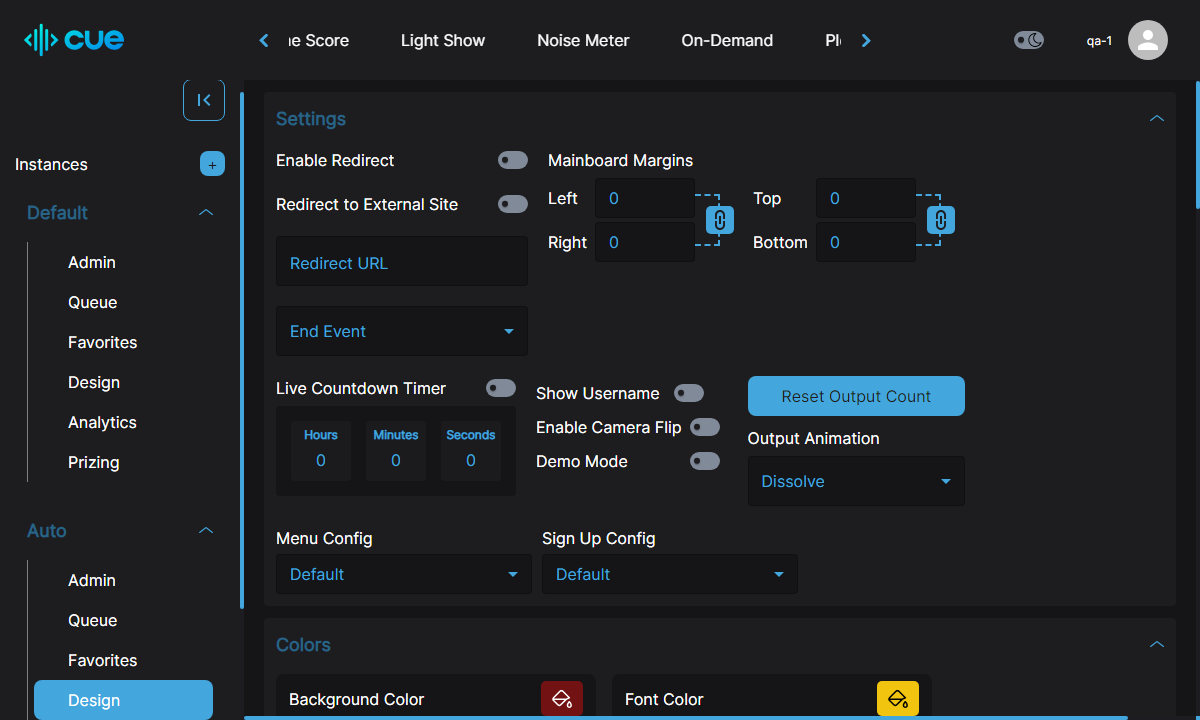 cue
Score
Light Show
Noise Meter
On-Demand
qa-1
Instances
+
Default
Admin
Queue
Favorites
Design
Analytics
Prizing
Auto
Admin
Queue
Favorites
Design
Settings
Enable Redirect
Redirect to External Site
Redirect URL
End Event
Mainboard Margins
Left
0
Right
0
Top
0
Bottom
0
Live Countdown Timer
Hours
Minutes
Seconds
0
0
0
Show Username
Enable Camera Flip
Demo Mode
Reset Output Count
Output Animation
Dissolve
Menu Config
Default
Sign Up Config
Default
Colors
Background Color
Font Color